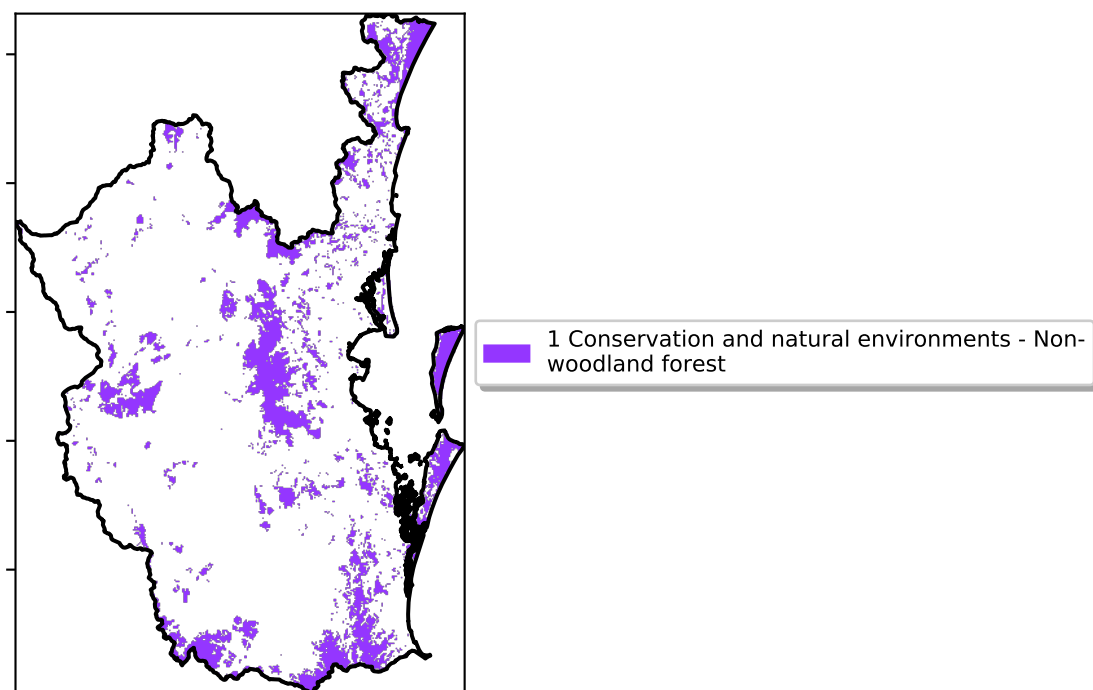 1 Conservation and natural environments - Non-
woodland forest